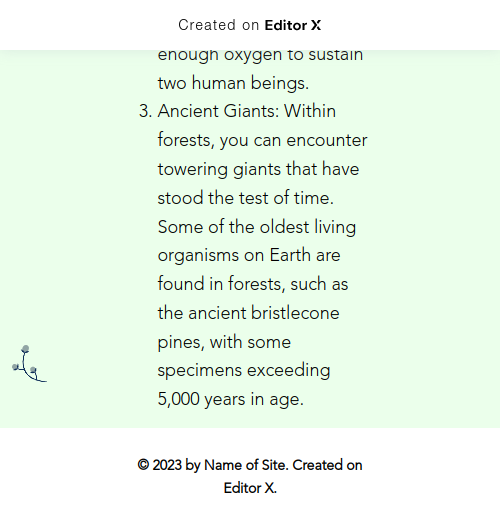 Created on Editor X
enough oxygen to sustain
two human beings.
3. Ancient Giants: Within
forests, you can encounter
towering giants that have
stood the test of time.
Some of the oldest living
organisms on Earth are
found in forests, such as
the ancient bristlecone
pines, with some
specimens exceeding
5,000 years in age.
© 2023 by Name of Site. Created on
Editor X.